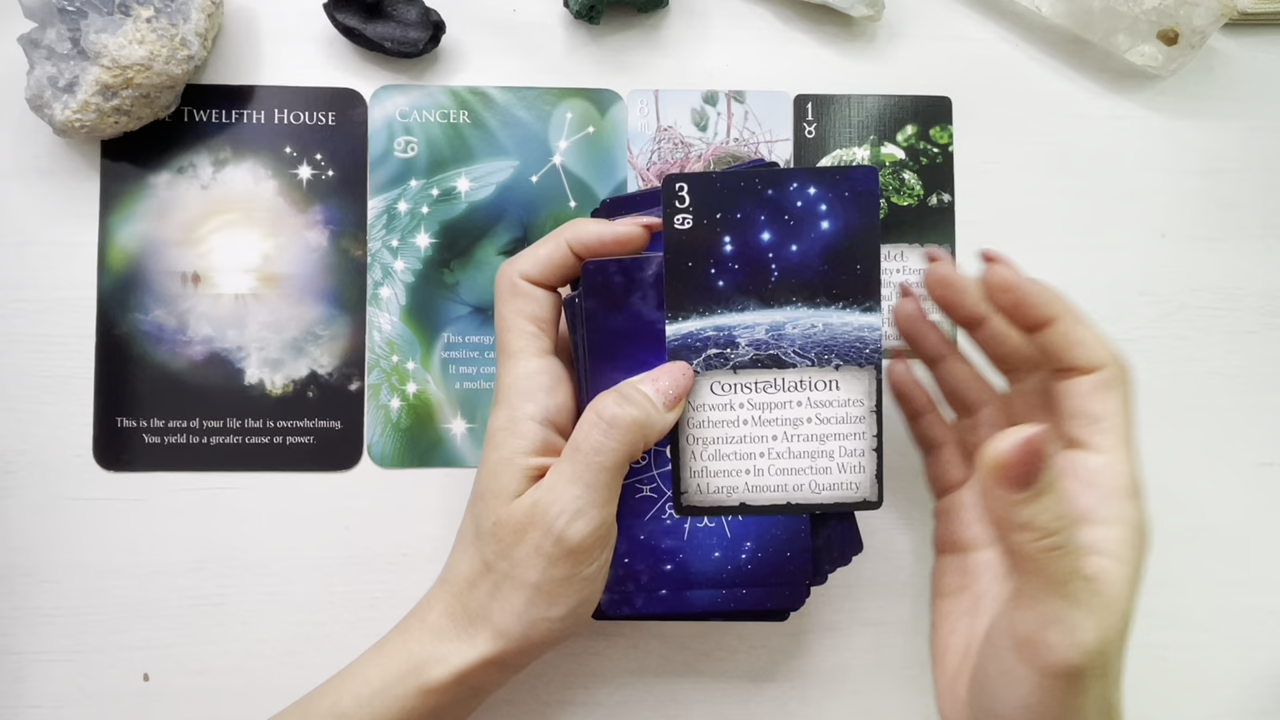 TWELFTH HOUSE
This is the area of your life that is overwhelming.
You yield to a greater cause or power.
CANCER
♋
This energy
sensitive,
It may
a mother
8
♏
1
♉
3
♋
Constellation
Network • Support • Associates
Gathered • Meetings • Socialize
Organization • Arrangement
A Collection • Exchanging Data
Influence • In Connection With
A Large Amount or Quantity